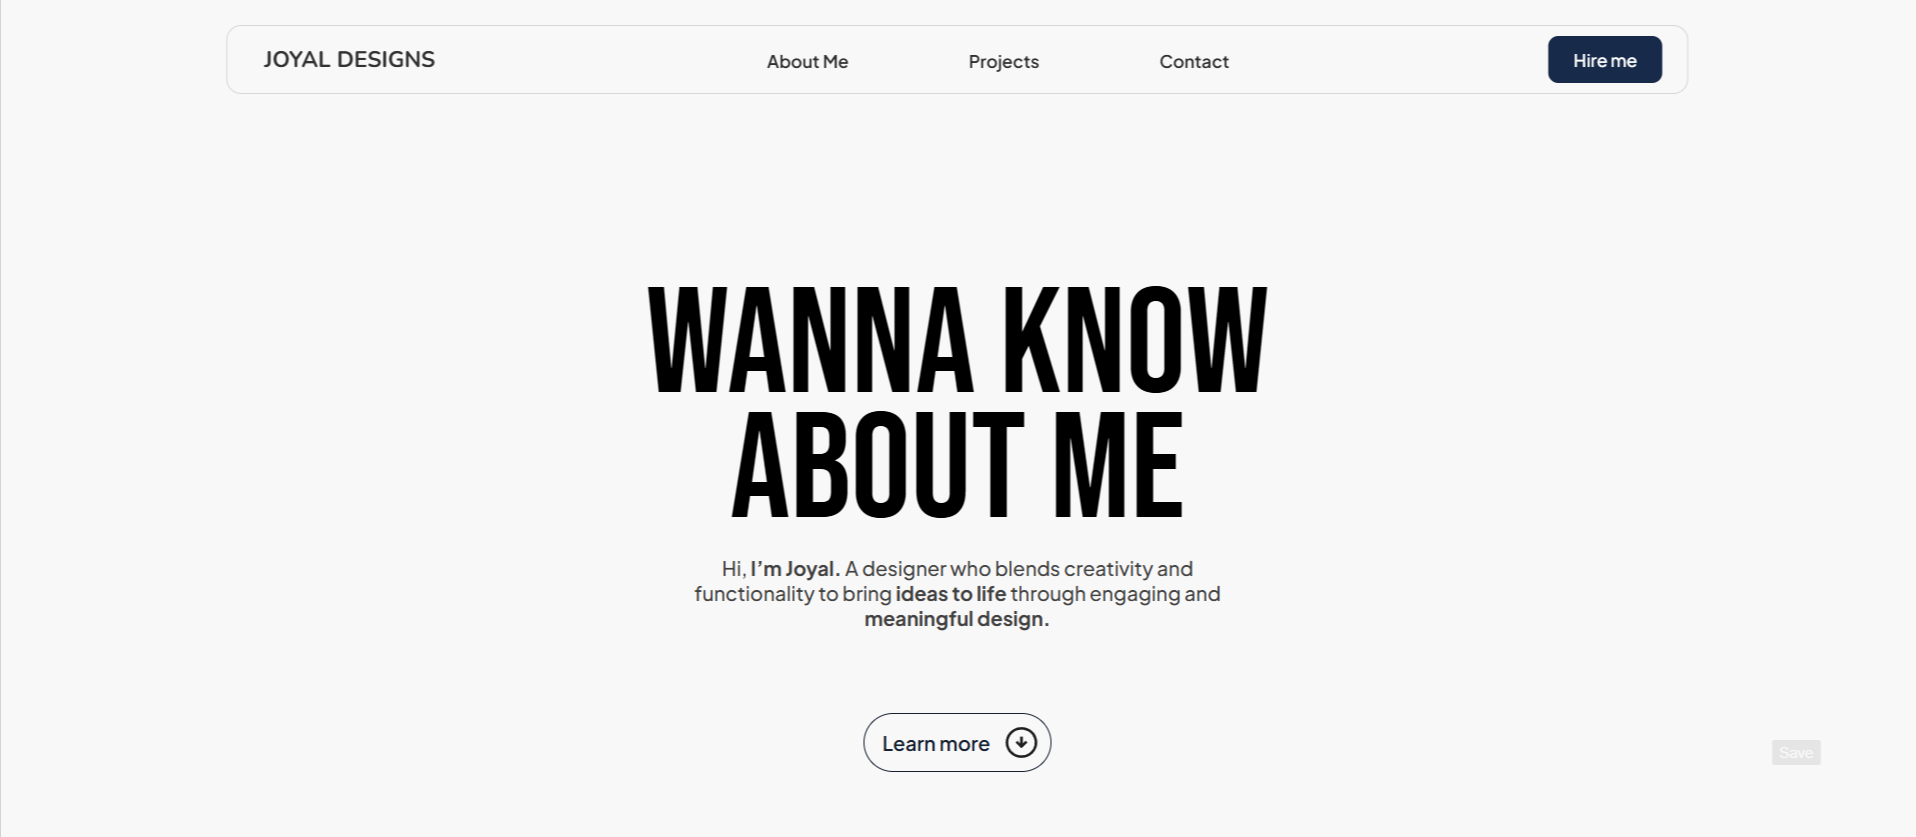 JOYAL DESIGNS
About Me
Projects
Contact
Hire me
WANNA KNOW
ABOUT ME
Hi, I’m Joyal. A designer who blends creativity and
functionality to bring ideas to life through engaging and
meaningful design.
Learn more
Save